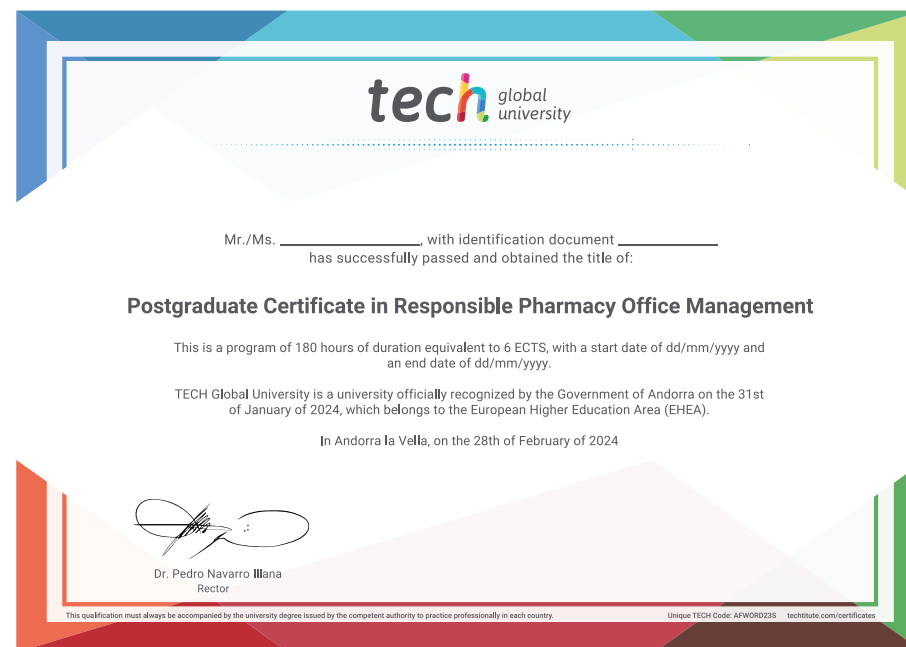 tech global university
Mr./Ms. ____________, with identification document ____________
has successfully passed and obtained the title of:
Postgraduate Certificate in Responsible Pharmacy Office Management
This is a program of 180 hours of duration equivalent to 6 ECTS, with a start date of dd/mm/yyyy and
an end date of dd/mm/yyyy.
TECH Global University is a university officially recognized by the Government of Andorra on the 31st
of January of 2024, which belongs to the European Higher Education Area (EHEA).
In Andorra la Vella, on the 28th of February of 2024
Dr. Pedro Navarro Illana
Rector
This qualification must always be accompanied by the university degree issued by the competent authority to practice professionally in each country.
Unique TECH Code: AFWORD23S techtitute.com/certificates